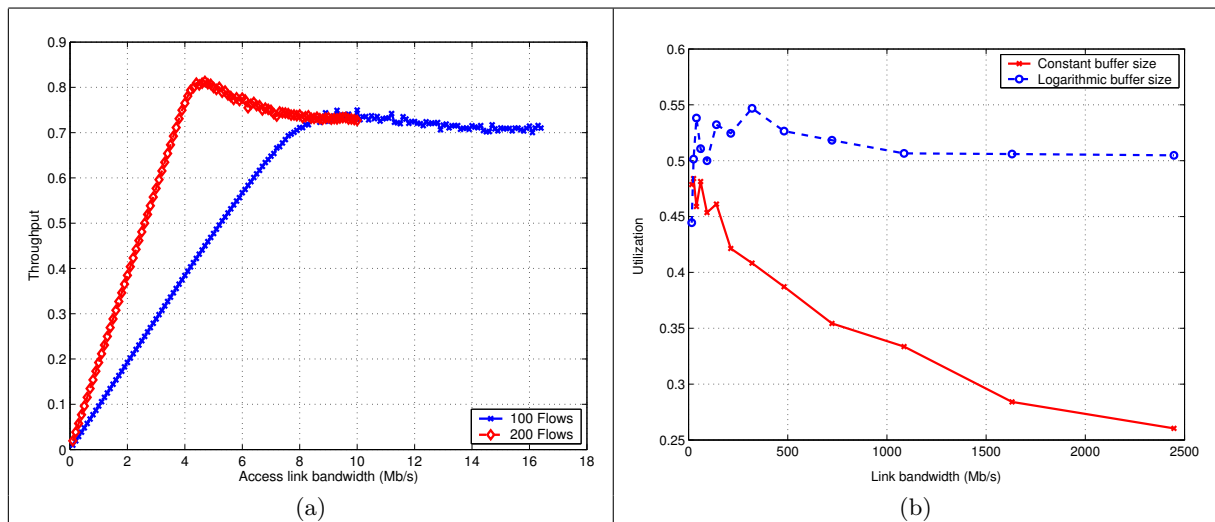 0.9
0.8
0.7
0.6
0.5
0.4
0.3
0.2
0.1
0
Throughput
0 2 4 6 8 10 12 14 16 18
Access link bandwidth (Mb/s)
100 Flows
200 Flows
(a)
0.6
0.55
0.5
0.45
0.4
0.35
0.3
0.25
Utilization
0 500 1000 1500 2000 2500
Link bandwidth (Mb/s)
Constant buffer size
Logarithmic buffer size
(b)